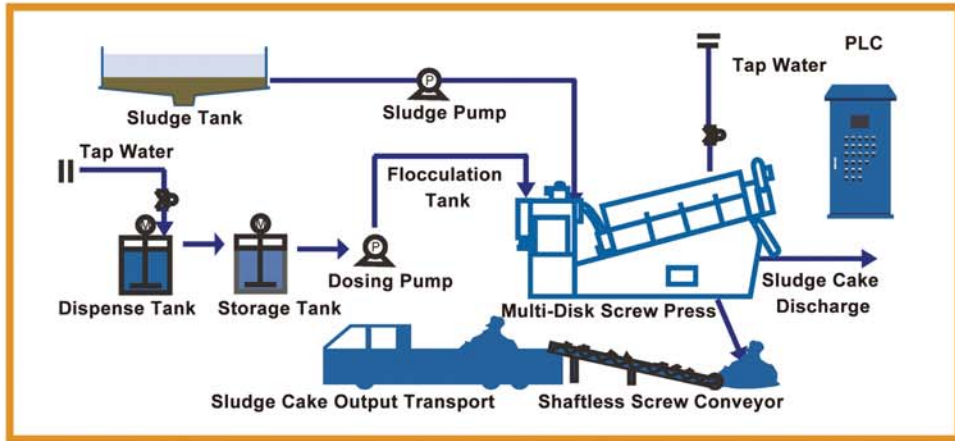 PLC
Tap Water
P
Sludge Pump
Sludge Tank
Tap Water
Flocculation
Tank
M
M
P
Dosing Pump
Dispense Tank
Storage Tank
Multi-Disk Screw Press
Sludge Cake
Discharge
Sludge Cake Output Transport
Shaftless Screw Conveyor